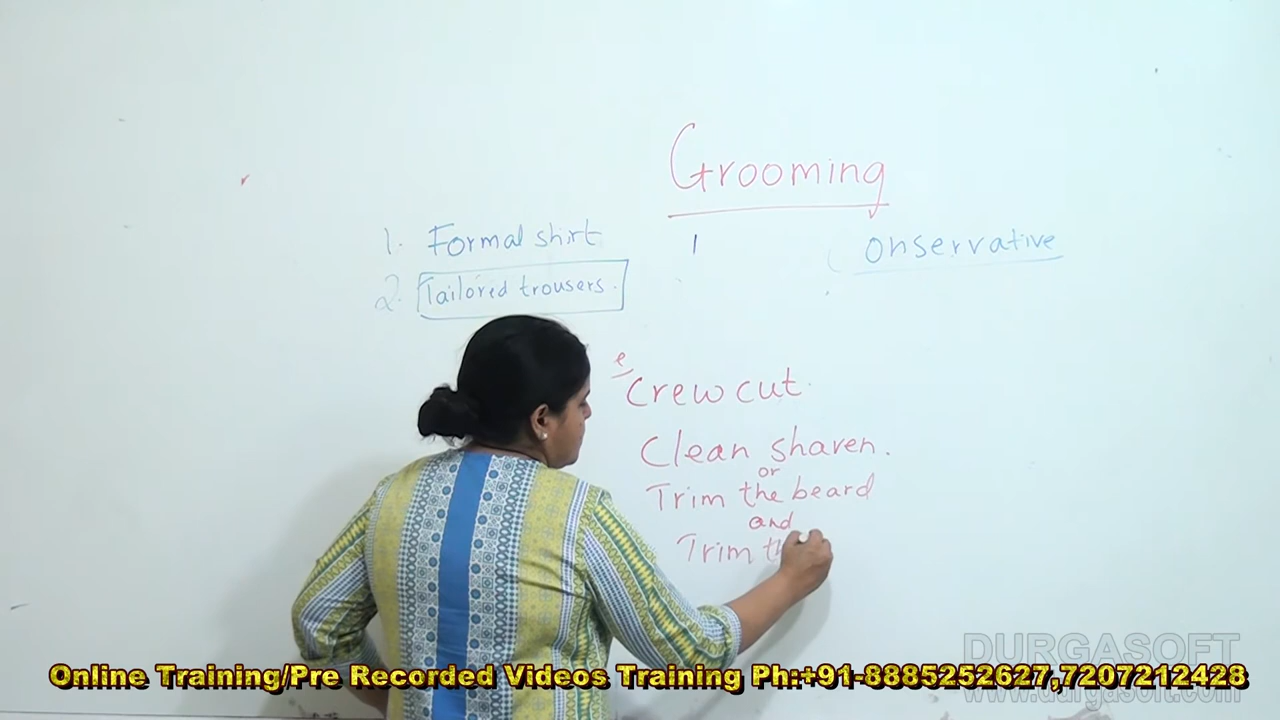 Grooming
1. Formal shirt
1
onservative
2. Tailored trousers.
e
Crew cut.
Clean shaven.
or
Trim the beard
and
Trim th
DURGASOFT
www.durgasoft.com
Online Training/Pre Recorded Videos Training Ph:+91-8885252627,7207212428